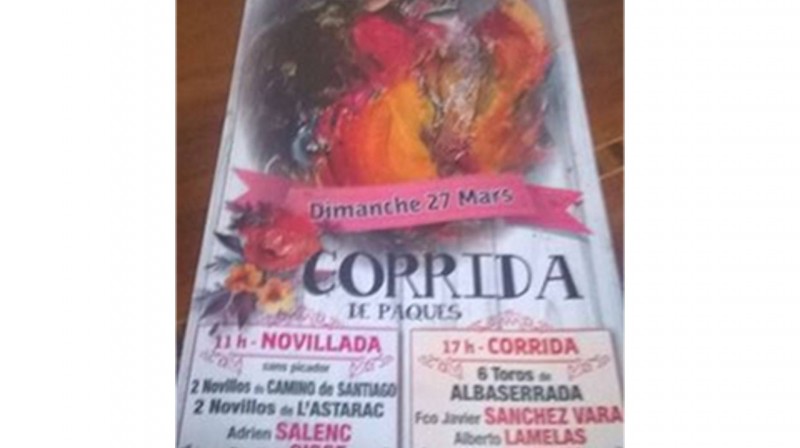 Dimanche 27 Mars
CORRIDA
DE PAQUES
11 h - NOVILLADA
sans picador
2 Novillos de CAMINO de SANTIAGO
2 Novillos de L'ASTARAC
Adrien SALENC
17 h - CORRIDA
6 Toros de
ALBASERRADA
Fco Javier SANCHEZ VARA
Alberto LAMELAS